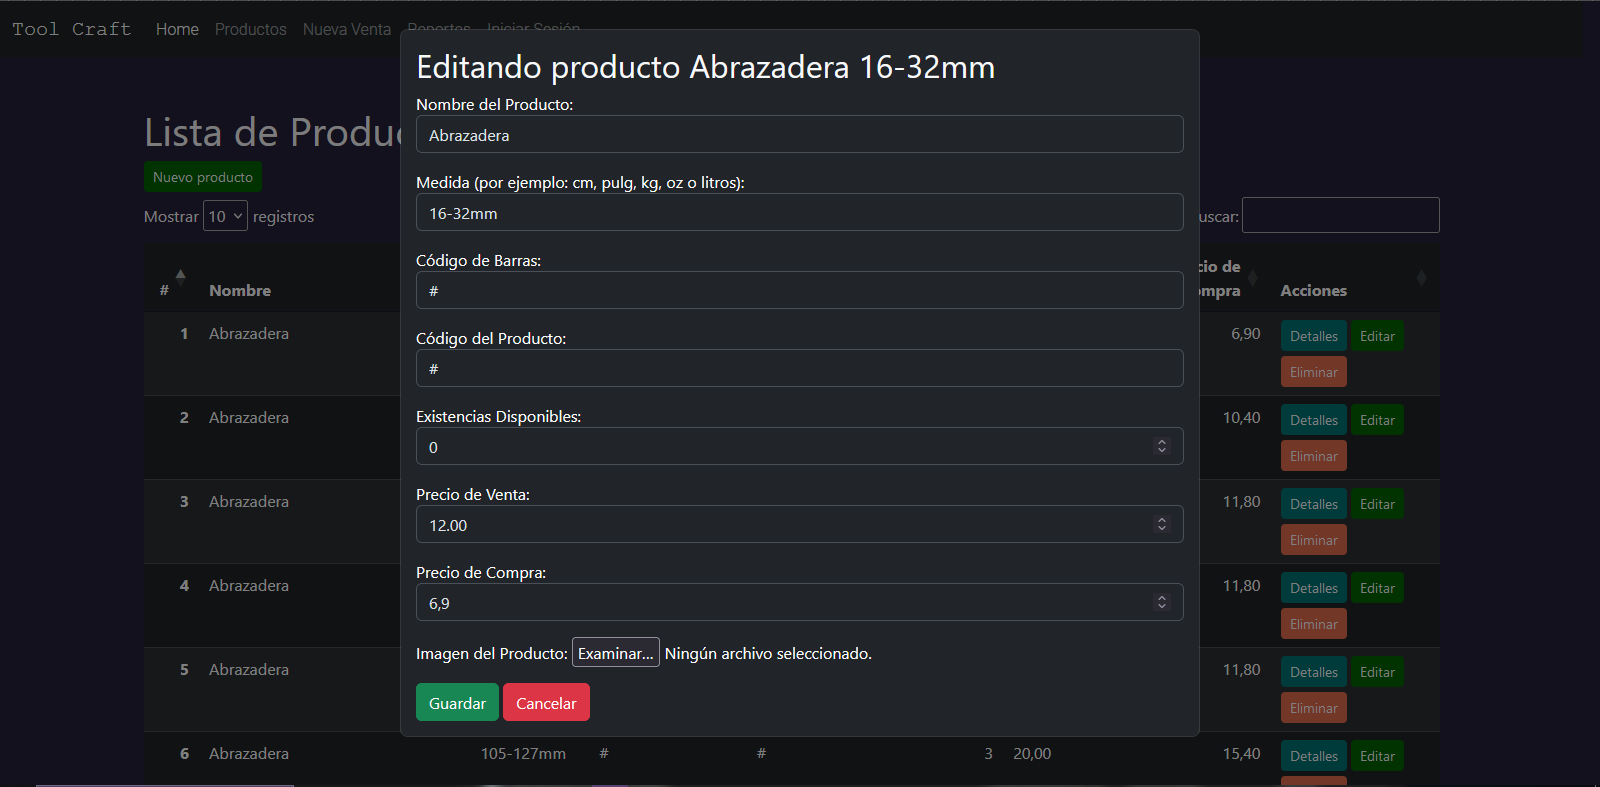 Tool Craft Home Productos Nueva Venta Reportes Iniciar Sesión
Editando producto Abrazadera 16-32mm
Nombre del Producto:
Abrazadera
Medida (por ejemplo: cm, pulg, kg, oz o litros):
16-32mm
Código de Barras:
#
Código del Producto:
#
Existencias Disponibles:
0
Precio de Venta:
12.00
Precio de Compra:
6,9
Imagen del Producto: Examinar... Ningún archivo seleccionado.
Guardar Cancelar
Lista de Produc
Nuevo producto
Mostrar 10 registros
uscar:
# Nombre
cio de
ompra Acciones
1 Abrazadera 6,90 Detalles Editar
Eliminar
2 Abrazadera 10,40 Detalles Editar
Eliminar
3 Abrazadera 11,80 Detalles Editar
Eliminar
4 Abrazadera 11,80 Detalles Editar
Eliminar
5 Abrazadera 11,80 Detalles Editar
Eliminar
6 Abrazadera 105-127mm # # 3 20,00 15,40 Detalles Editar